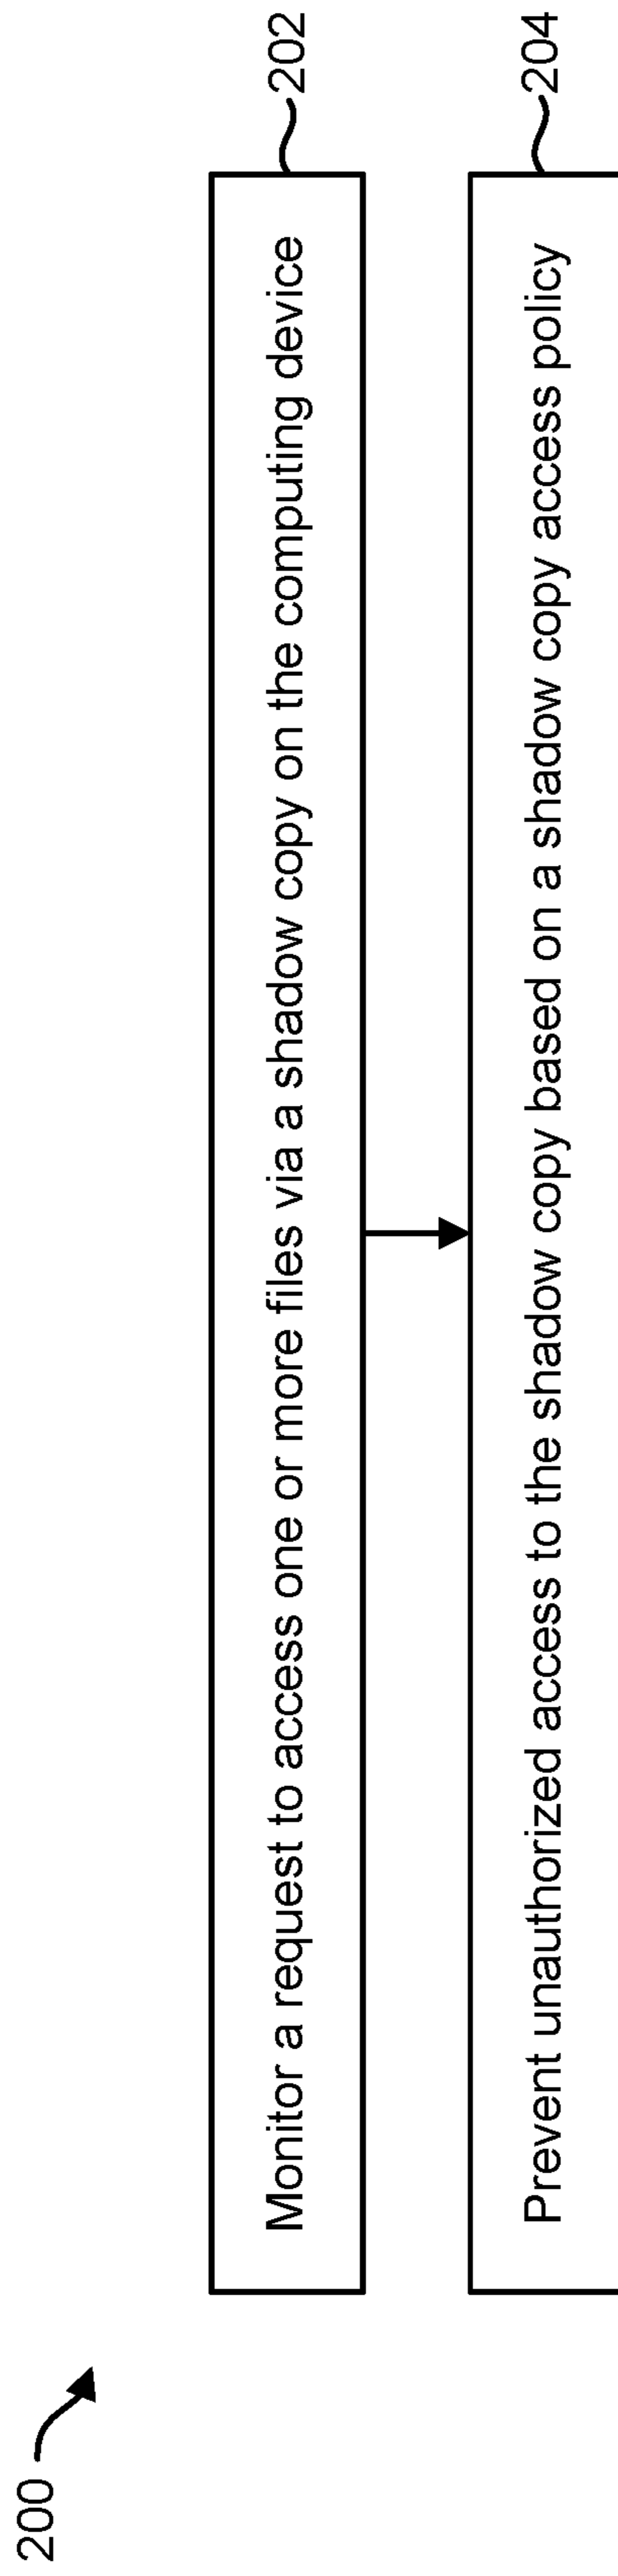 200
Monitor a request to access one or more files via a shadow copy on the computing device
202
Prevent unauthorized access to the shadow copy based on a shadow copy access policy
204